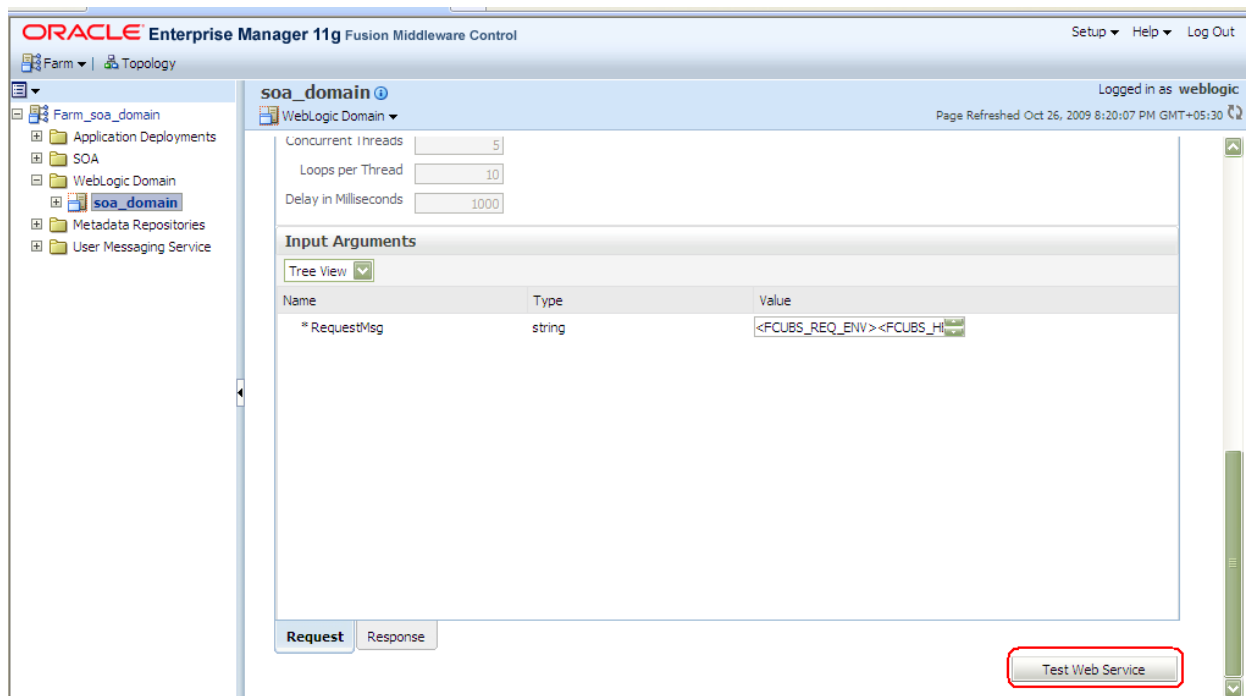 ORACLE Enterprise Manager 11g Fusion Middleware Control
Setup Help Log Out
Farm | Topology
soa_domain
Logged in as weblogic
WebLogic Domain
Page Refreshed Oct 26, 2009 8:20:07 PM GMT+05:30
Farm_soa_domain
Application Deployments
SOA
WebLogic Domain
soa_domain
Metadata Repositories
User Messaging Service
Concurrent Threads 5
Loops per Thread 10
Delay in Milliseconds 1000
Input Arguments
Tree View
Name Type Value
* RequestMsg string <FCUBS_REQ_ENV><FCUBS_HE
Request Response
Test Web Service